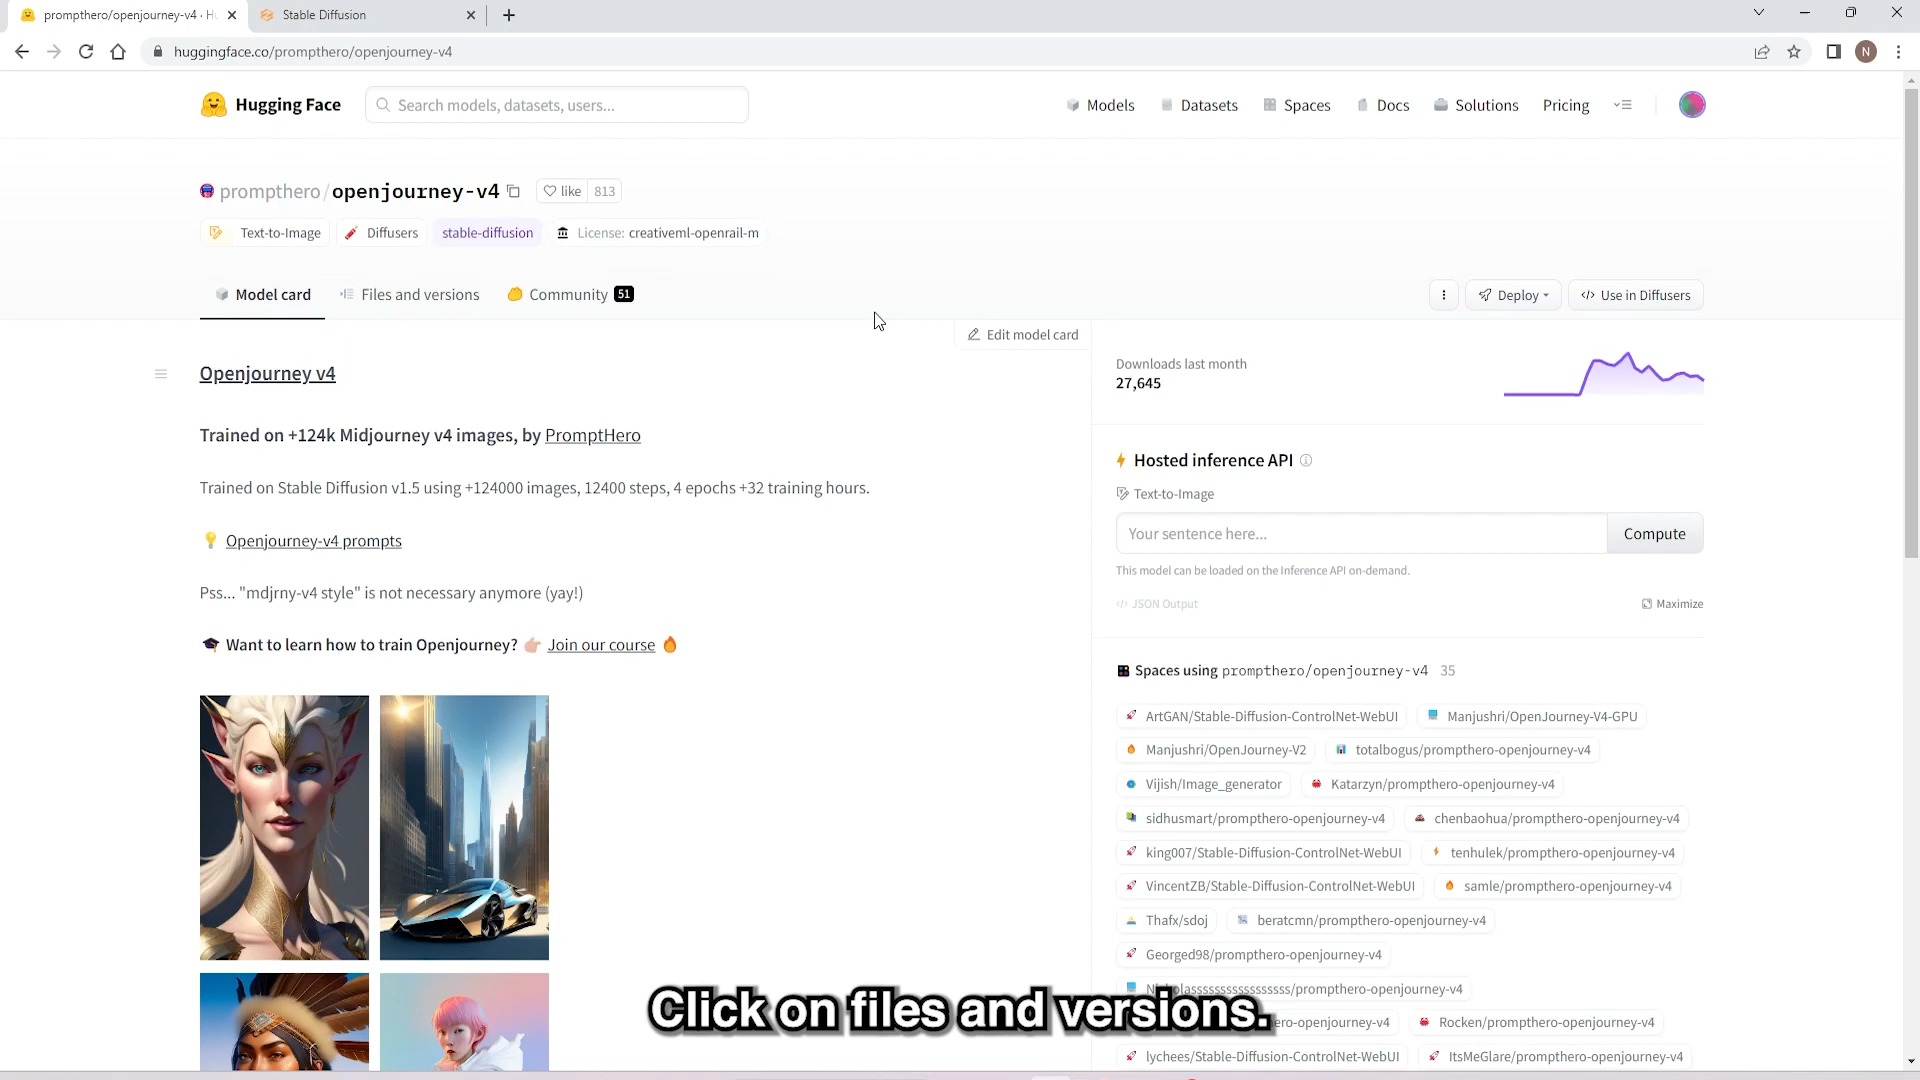 prompthero/openjourney-v4 · Hu
Stable Diffusion
huggingface.co/prompthero/openjourney-v4
N
Hugging Face
Search models, datasets, users...
Models
Datasets
Spaces
Docs
Solutions
Pricing
prompthero/openjourney-v4
like 813
Text-to-Image
Diffusers
stable-diffusion
License: creativeml-openrail-m
Model card
Files and versions
Community 51
Deploy
</> Use in Diffusers
Edit model card
Openjourney v4
Trained on +124k Midjourney v4 images, by PromptHero
Trained on Stable Diffusion v1.5 using +124000 images, 12400 steps, 4 epochs +32 training hours.
Openjourney-v4 prompts
Pss... "mdjrny-v4 style" is not necessary anymore (yay!)
Want to learn how to train Openjourney? Join our course
Downloads last month
27,645
Hosted inference API
Text-to-Image
Your sentence here...
Compute
This model can be loaded on the Inference API on-demand.
</> JSON Output
Maximize
Spaces using prompthero/openjourney-v4 35
ArtGAN/Stable-Diffusion-ControlNet-WebUI
Manjushri/OpenJourney-V4-GPU
Manjushri/OpenJourney-V2
totalbogus/prompthero-openjourney-v4
Vijish/Image_generator
Katarzyn/prompthero-openjourney-v4
sidhusmart/prompthero-openjourney-v4
chenbaohua/prompthero-openjourney-v4
king007/Stable-Diffusion-ControlNet-WebUI
tenhulek/prompthero-openjourney-v4
VincentZB/Stable-Diffusion-ControlNet-WebUI
samle/prompthero-openjourney-v4
Thafx/sdoj
beratcmn/prompthero-openjourney-v4
Georged98/prompthero-openjourney-v4
/prompthero-openjourney-v4
ero-openjourney-v4
Rocken/prompthero-openjourney-v4
lychees/Stable-Diffusion-ControlNet-WebUI
ItsMeGlare/prompthero-openjourney-v4
Click on files and versions.